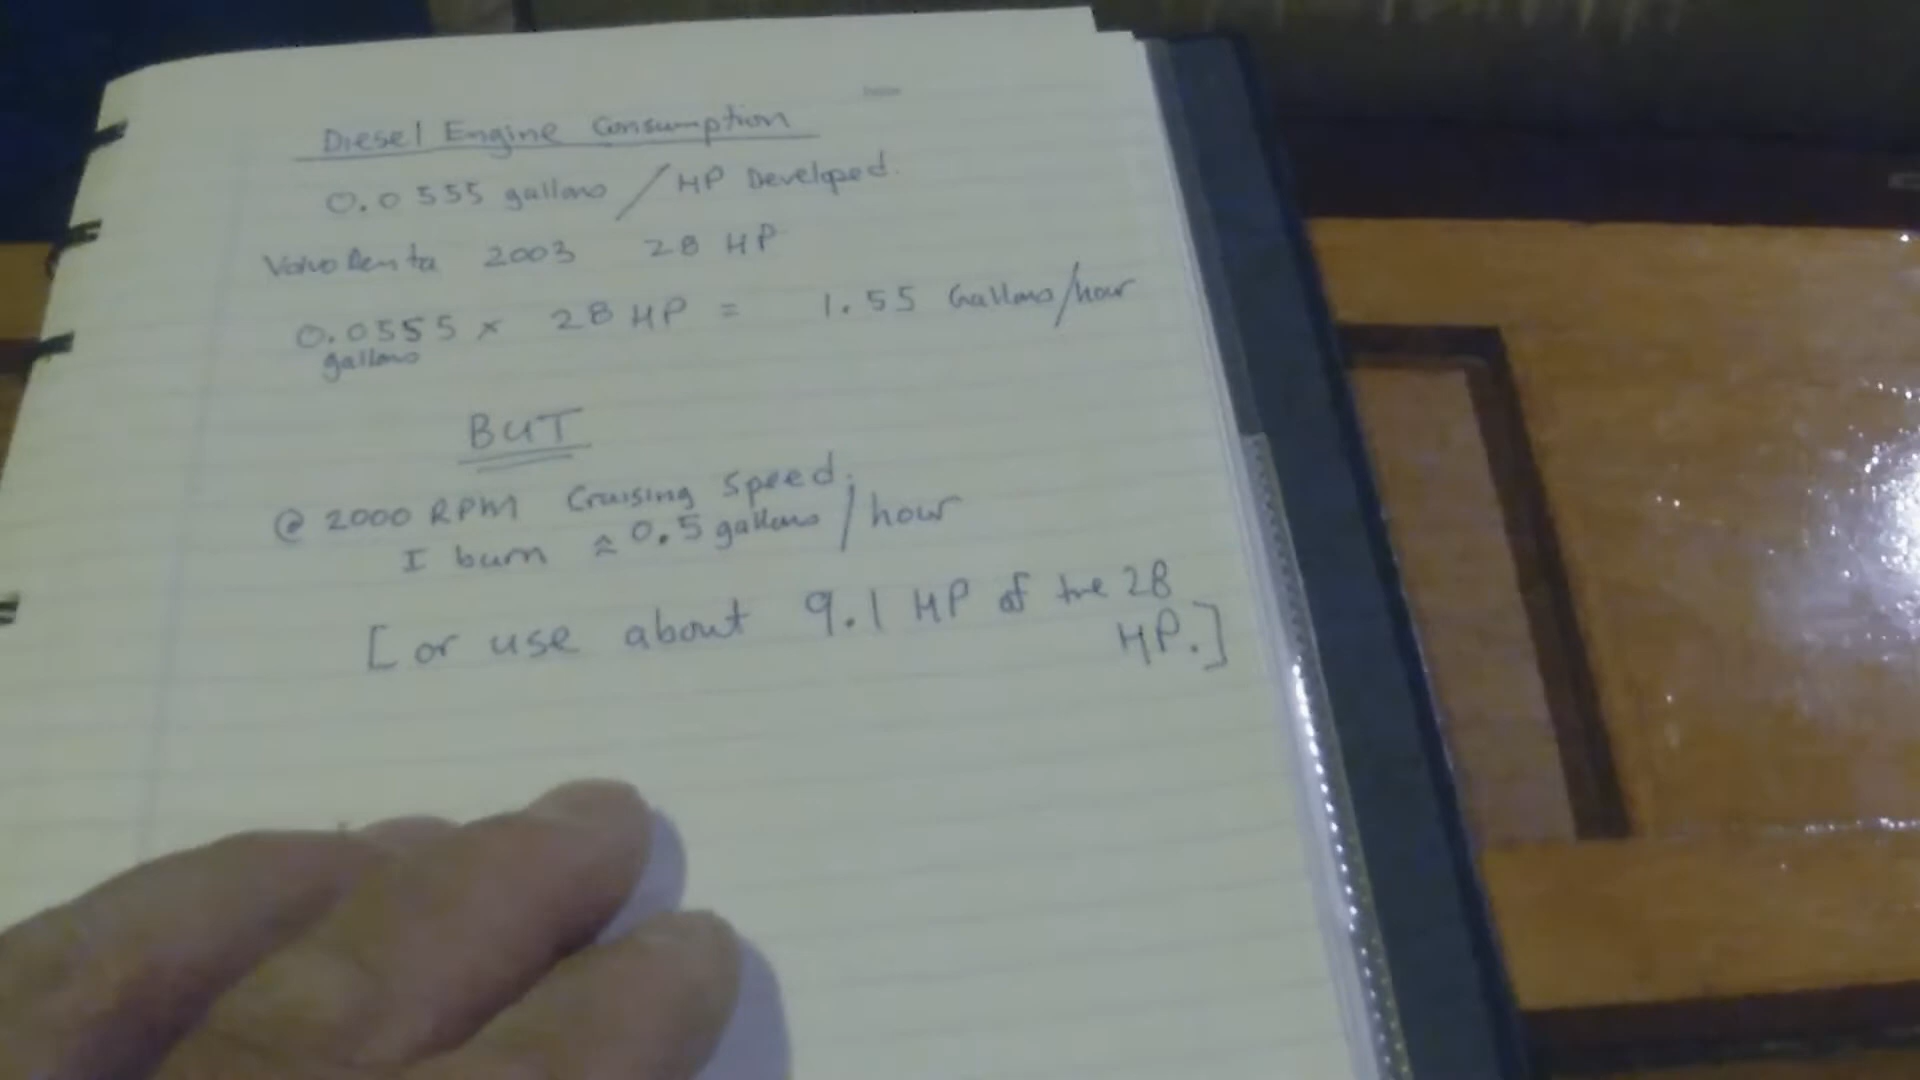 Diesel Engine Consumption
0.0555 gallons / HP Developed.
Volvo Penta 2003 28 HP
0.0555 x 28 HP = 1.55 Gallons/hour
gallons
BUT
@ 2000 RPM Cruising Speed.
I burn ≈ 0.5 gallons / hour
[or use about 9.1 HP of the 28
HP.]